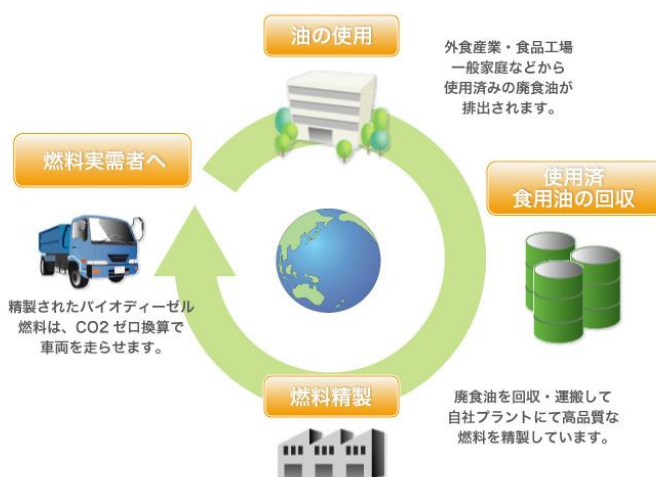 油の使用
外食産業・食品工場
一般家庭などから
使用済みの廃食油が
排出されます。
使用済
食用油の回収
廃食油を回収・運搬して
自社プラントにて高品質な
燃料を精製しています。
燃料精製
燃料実需者へ
精製されたバイオディーゼル
燃料は、CO2ゼロ換算で
車両を走らせます。